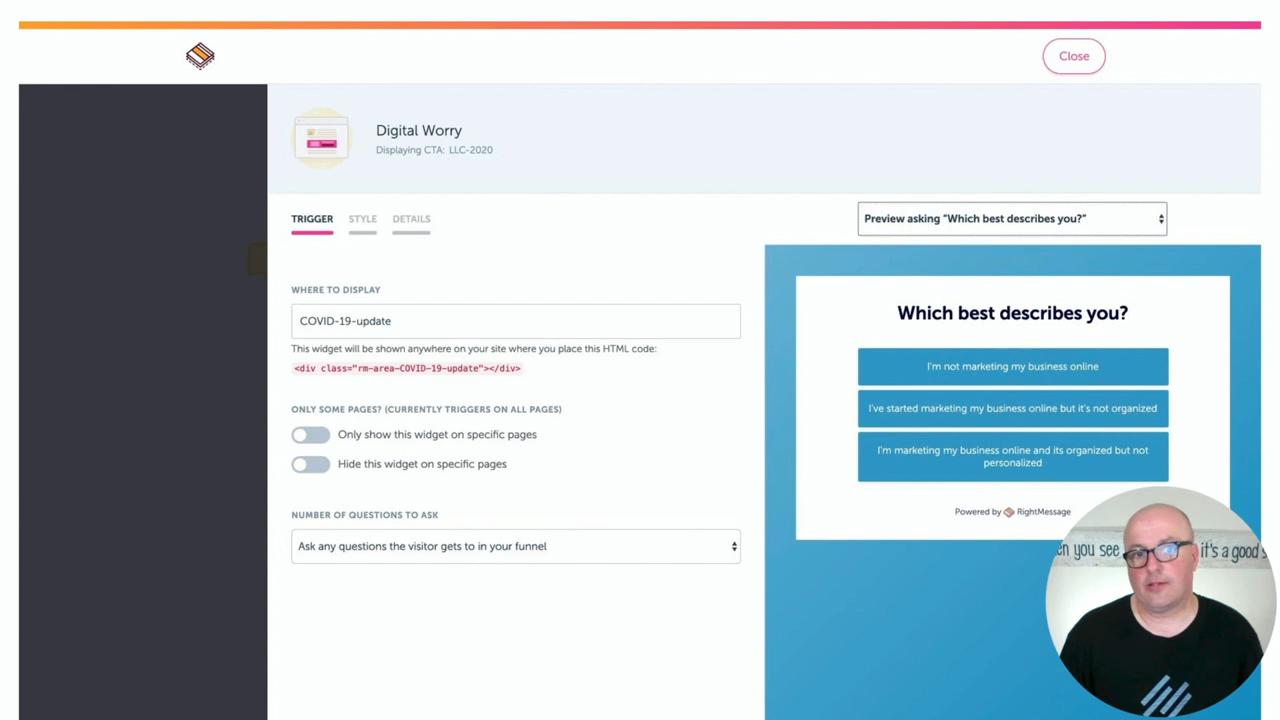 Close
Digital Worry
Displaying CTA: LLC-2020
TRIGGER STYLE DETAILS
Preview asking “Which best describes you?”
WHERE TO DISPLAY
COVID-19-update
This widget will be shown anywhere on your site where you place this HTML code:
<div class="rm-area-COVID-19-update"></div>
ONLY SOME PAGES? (CURRENTLY TRIGGERS ON ALL PAGES)
Only show this widget on specific pages
Hide this widget on specific pages
NUMBER OF QUESTIONS TO ASK
Ask any questions the visitor gets to in your funnel
Which best describes you?
I'm not marketing my business online
I've started marketing my business online but it's not organized
I'm marketing my business online and its organized but not
personalized
Powered by RightMessage
you see it's a good